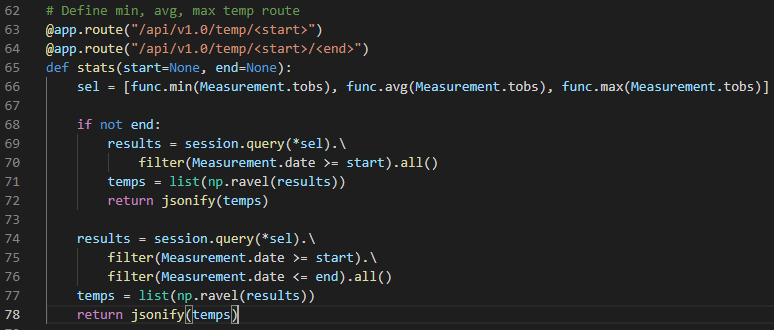 62 # Define min, avg, max temp route
63 @app.route("/api/v1.0/temp/<start>")
64 @app.route("/api/v1.0/temp/<start>/<end>")
65 def stats(start=None, end=None):
66     sel = [func.min(Measurement.tobs), func.avg(Measurement.tobs), func.max(Measurement.tobs)]
67
68     if not end:
69         results = session.query(*sel).\
70             filter(Measurement.date >= start).all()
71         temps = list(np.ravel(results))
72         return jsonify(temps)
73
74     results = session.query(*sel).\
75         filter(Measurement.date >= start).\
76         filter(Measurement.date <= end).all()
77     temps = list(np.ravel(results))
78     return jsonify(temps)